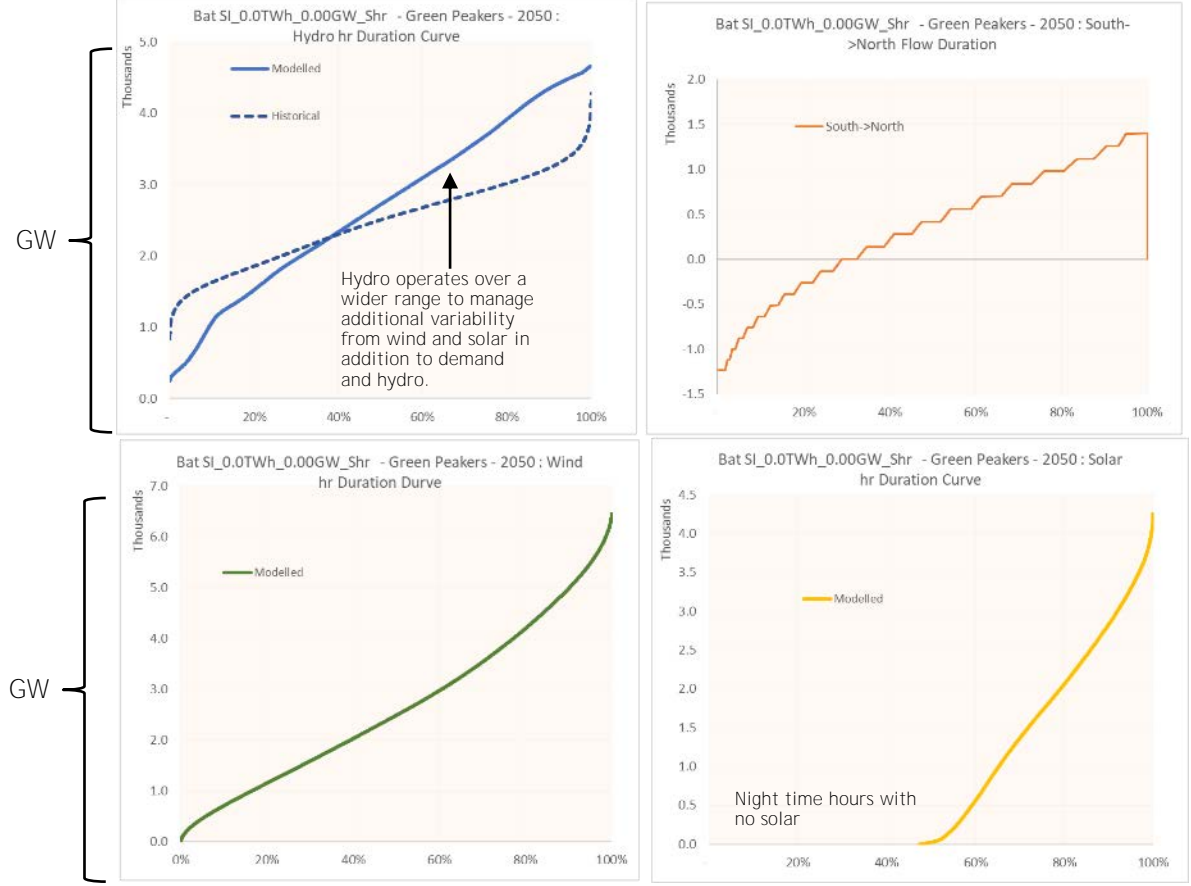 Bat SI_0.0TWh_0.00GW_Shr - Green Peakers - 2050 :
Hydro hr Duration Curve
Thousands
5.0
4.0
3.0
2.0
1.0
0.0
Modelled
Historical
Hydro operates over a
wider range to manage
additional variability
from wind and solar in
addition to demand
and hydro.
-
20%
40%
60%
80%
100%
GW
Bat SI_0.0TWh_0.00GW_Shr - Green Peakers - 2050 : South-
>North Flow Duration
Thousands
2.0
1.5
1.0
0.5
0.0
-0.5
-1.0
-1.5
South->North
20%
40%
60%
80%
100%
Bat SI_0.0TWh_0.00GW_Shr - Green Peakers - 2050 : Wind
hr Duration Durve
Thousands
7.0
6.0
5.0
4.0
3.0
2.0
1.0
0.0
Modelled
0%
20%
40%
60%
80%
100%
GW
Bat SI_0.0TWh_0.00GW_Shr - Green Peakers - 2050 : Solar
hr Duration Curve
Thousands
4.5
4.0
3.5
3.0
2.5
2.0
1.5
1.0
0.5
0.0
Modelled
Night time hours with
no solar
20%
40%
60%
80%
100%